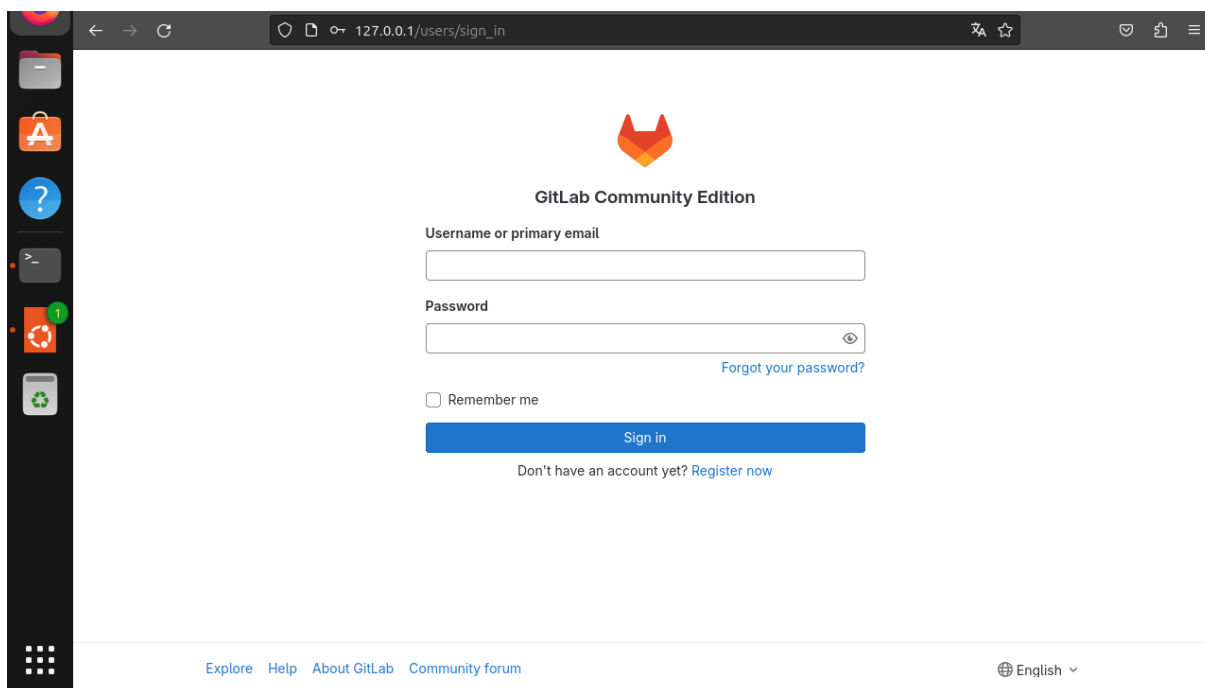 127.0.0.1/users/sign_in
GitLab Community Edition
Username or primary email
Password
Forgot your password?
Remember me
Sign in
Don't have an account yet? Register now
>_
1
Explore Help About GitLab Community forum
English